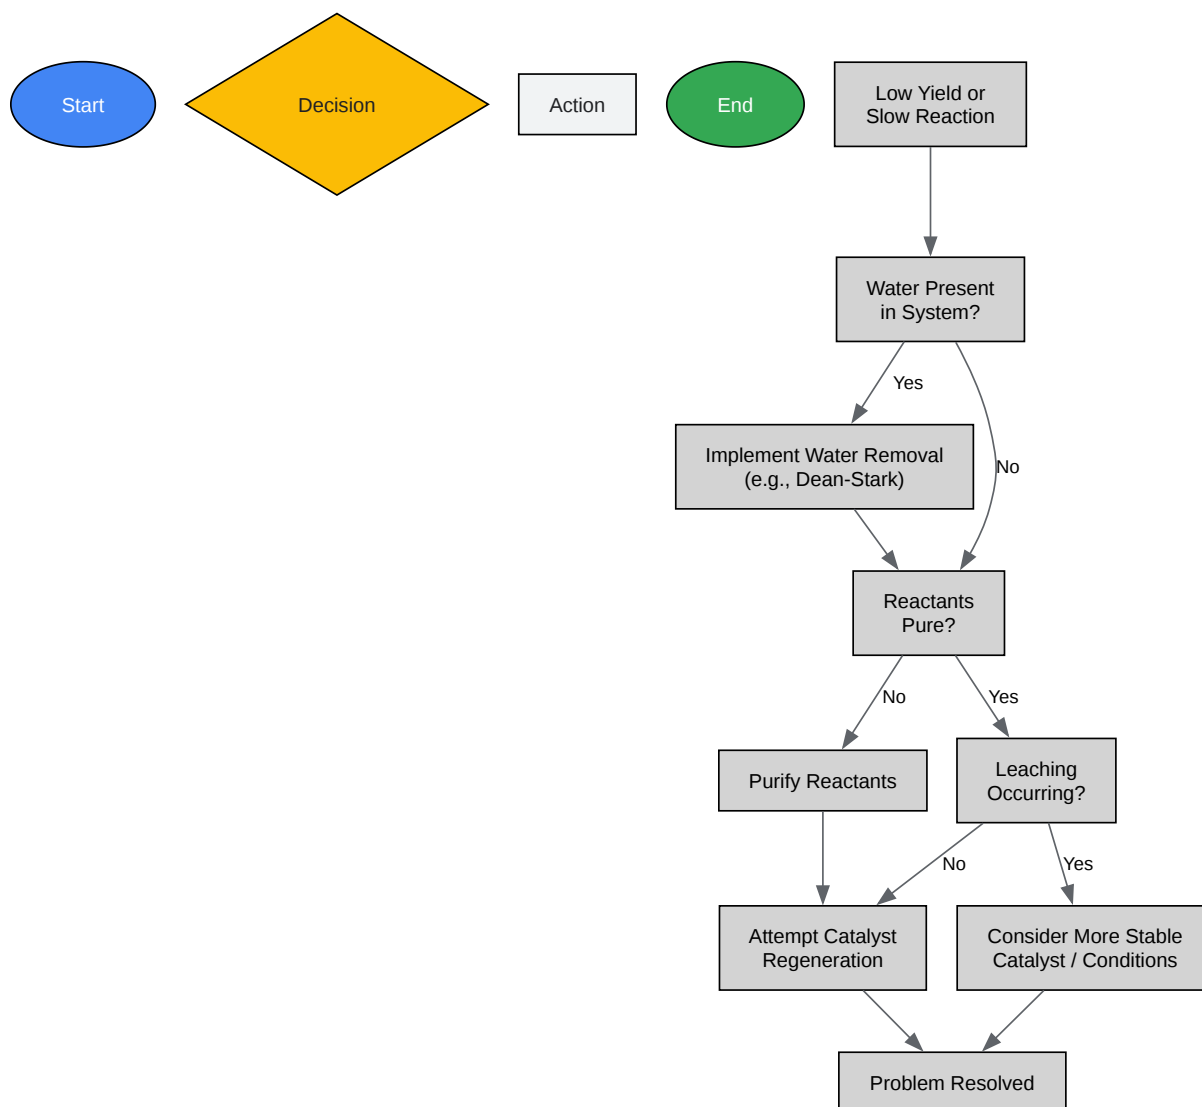 Start
Decision
Action
End
Low Yield or
Slow Reaction
Water Present
in System?
Yes
No
Implement Water Removal
(e.g., Dean-Stark)
Reactants
Pure?
No
Yes
Purify Reactants
Leaching
Occurring?
No
Yes
Attempt Catalyst
Regeneration
Consider More Stable
Catalyst / Conditions
Problem Resolved